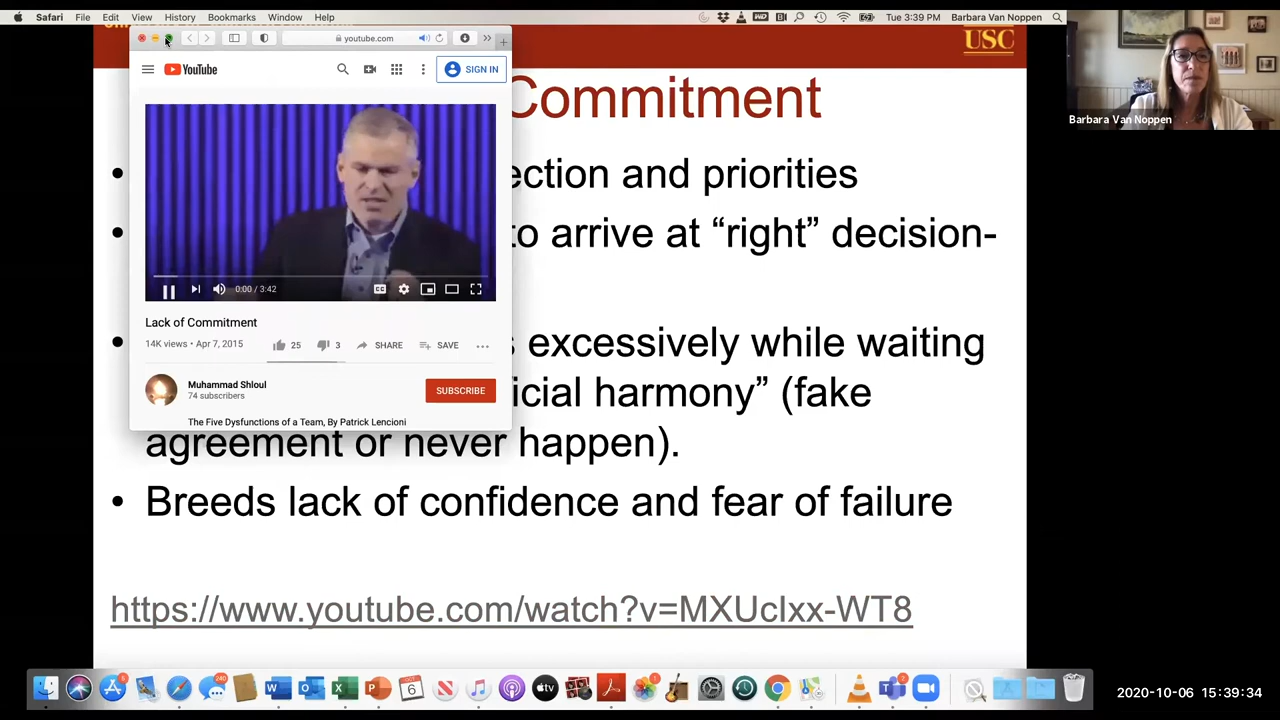 Safari File Edit View History Bookmarks Window Help
Tue 3:39 PM Barbara Van Noppen
youtube.com
USC
YouTube
SIGN IN
Commitment
ection and priorities
to arrive at “right” decision-
0:00 / 3:42
CC
Lack of Commitment
14K views • Apr 7, 2015
25 3 SHARE SAVE
s excessively while waiting
Muhammad Shloul
74 subscribers
SUBSCRIBE
icial harmony” (fake
The Five Dysfunctions of a Team, By Patrick Lencioni
agreement or never happen).
• Breeds lack of confidence and fear of failure
https://www.youtube.com/watch?v=MXUcIxx-WT8
Barbara Van Noppen
2020-10-06 15:39:34